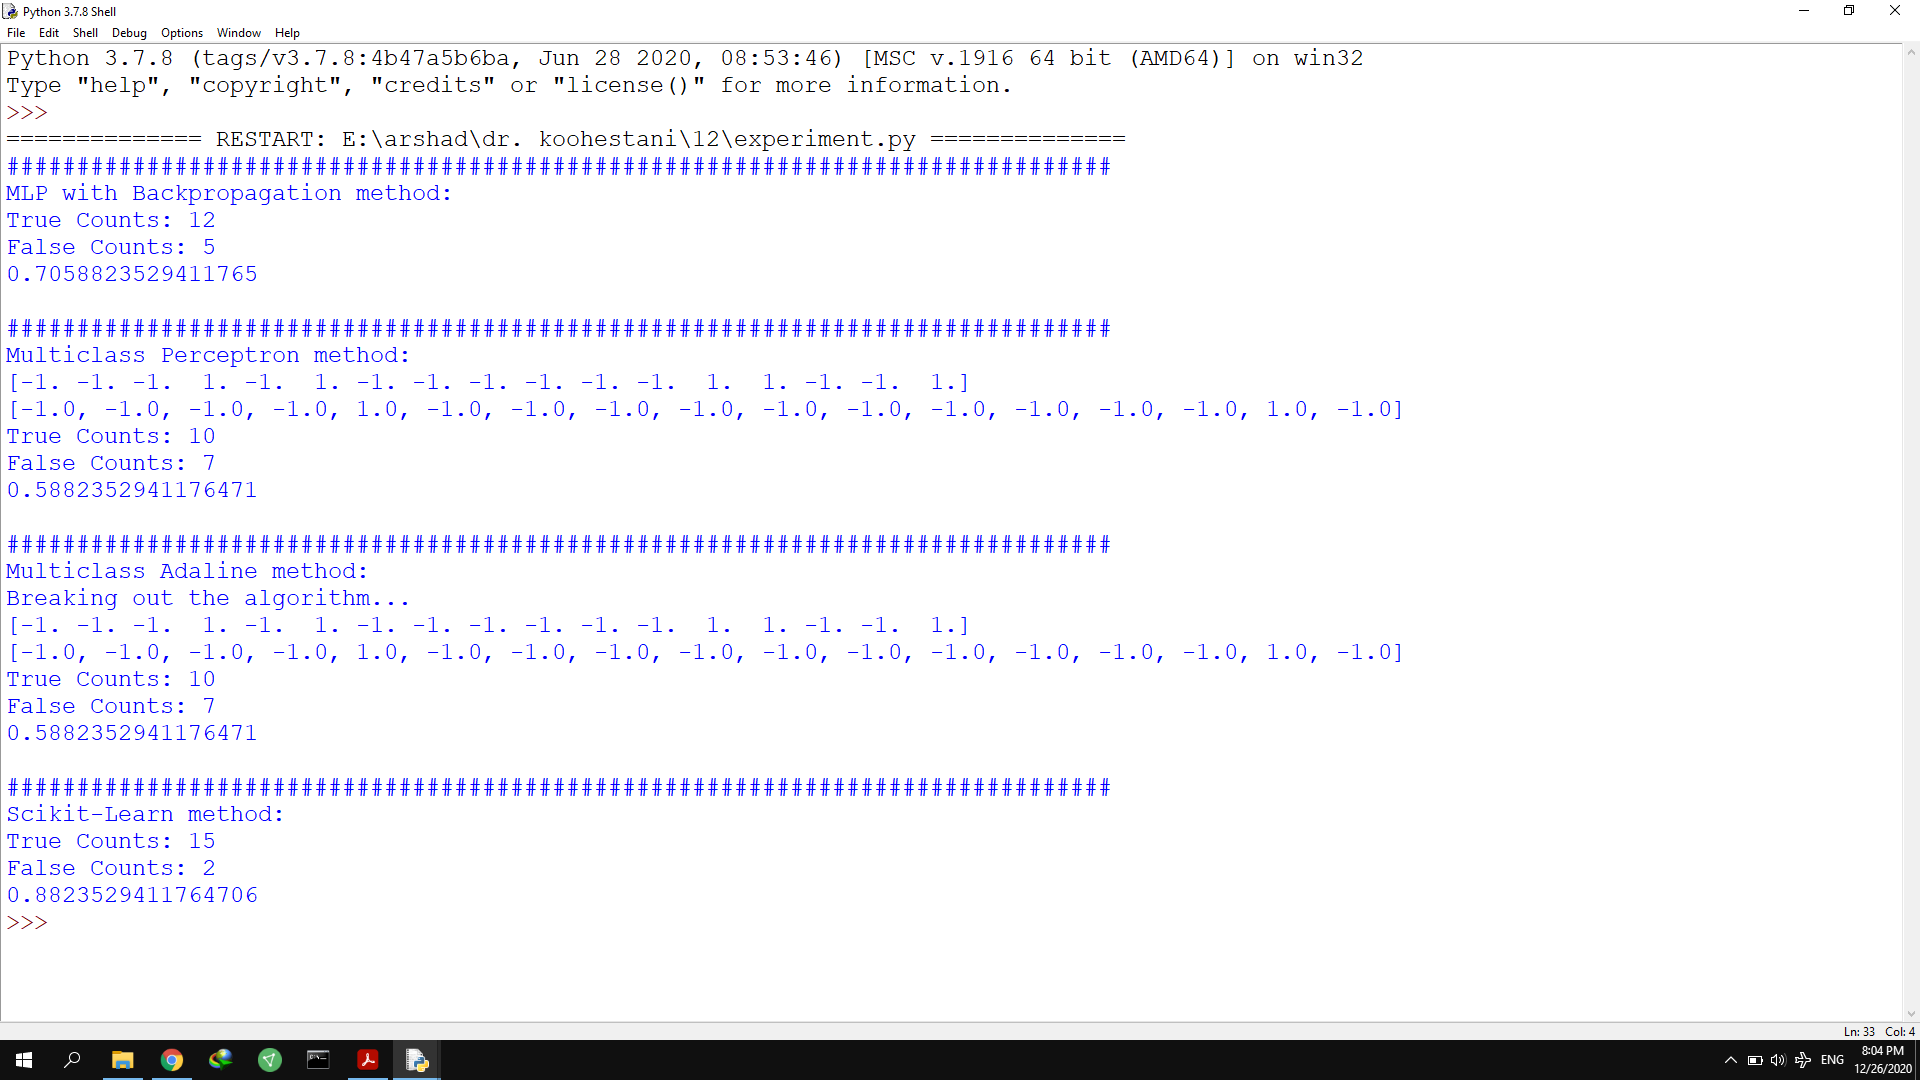 Python 3.7.8 Shell
File Edit Shell Debug Options Window Help
Python 3.7.8 (tags/v3.7.8:4b47a5b6ba, Jun 28 2020, 08:53:46) [MSC v.1916 64 bit (AMD64)] on win32
Type "help", "copyright", "credits" or "license()" for more information.
>>>
============== RESTART: E:\arshad\dr. koohestani\12\experiment.py ==============
###############################################################################
MLP with Backpropagation method:
True Counts: 12
False Counts: 5
0.7058823529411765
###############################################################################
Multiclass Perceptron method:
[-1. -1. -1.  1. -1.  1. -1. -1. -1. -1. -1. -1.  1.  1. -1. -1.  1.]
[-1.0, -1.0, -1.0, -1.0, 1.0, -1.0, -1.0, -1.0, -1.0, -1.0, -1.0, -1.0, -1.0, -1.0, -1.0, 1.0, -1.0]
True Counts: 10
False Counts: 7
0.5882352941176471
###############################################################################
Multiclass Adaline method:
Breaking out the algorithm...
[-1. -1. -1.  1. -1.  1. -1. -1. -1. -1. -1. -1.  1.  1. -1. -1.  1.]
[-1.0, -1.0, -1.0, -1.0, 1.0, -1.0, -1.0, -1.0, -1.0, -1.0, -1.0, -1.0, -1.0, -1.0, -1.0, 1.0, -1.0]
True Counts: 10
False Counts: 7
0.5882352941176471
###############################################################################
Scikit-Learn method:
True Counts: 15
False Counts: 2
0.8823529411764706
>>>
Ln: 33 Col: 4
ENG
8:04 PM
12/26/2020